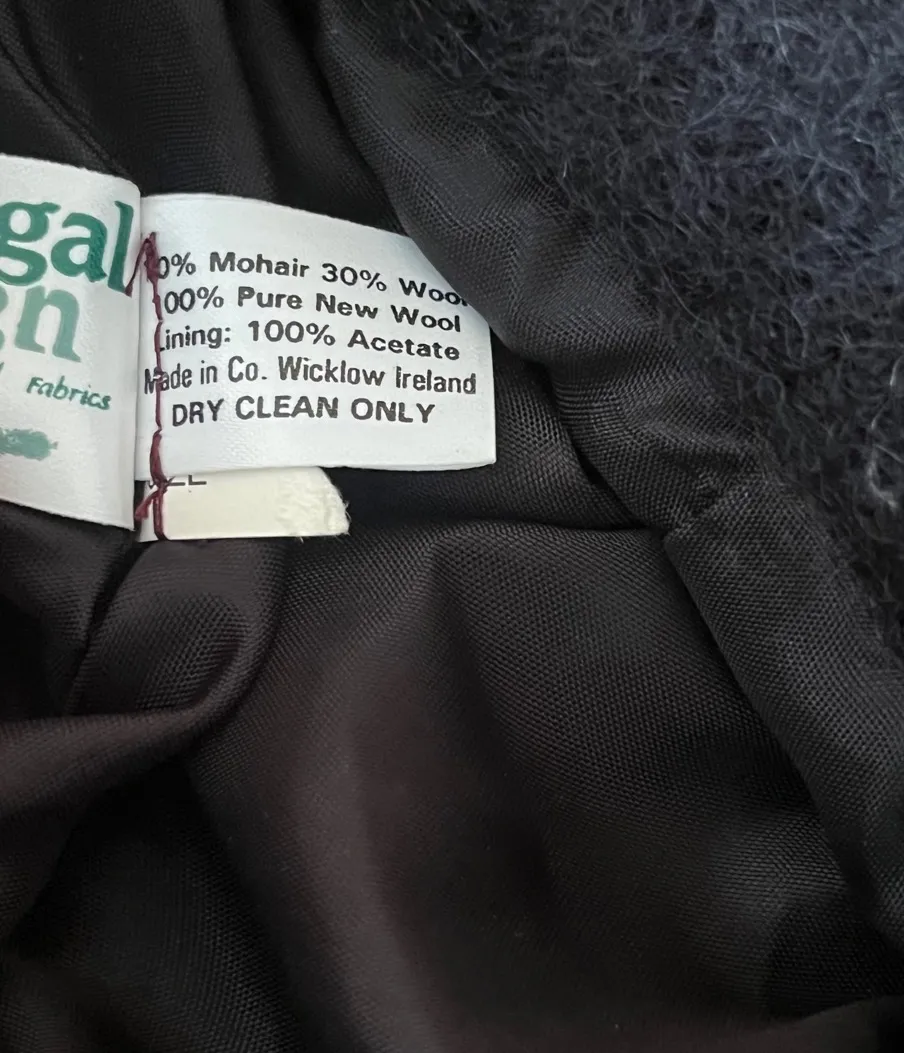 gal
gn
Fabrics
0% Mohair 30% Wool
00% Pure New Wool
Lining: 100% Acetate
Made in Co. Wicklow Ireland
DRY CLEAN ONLY